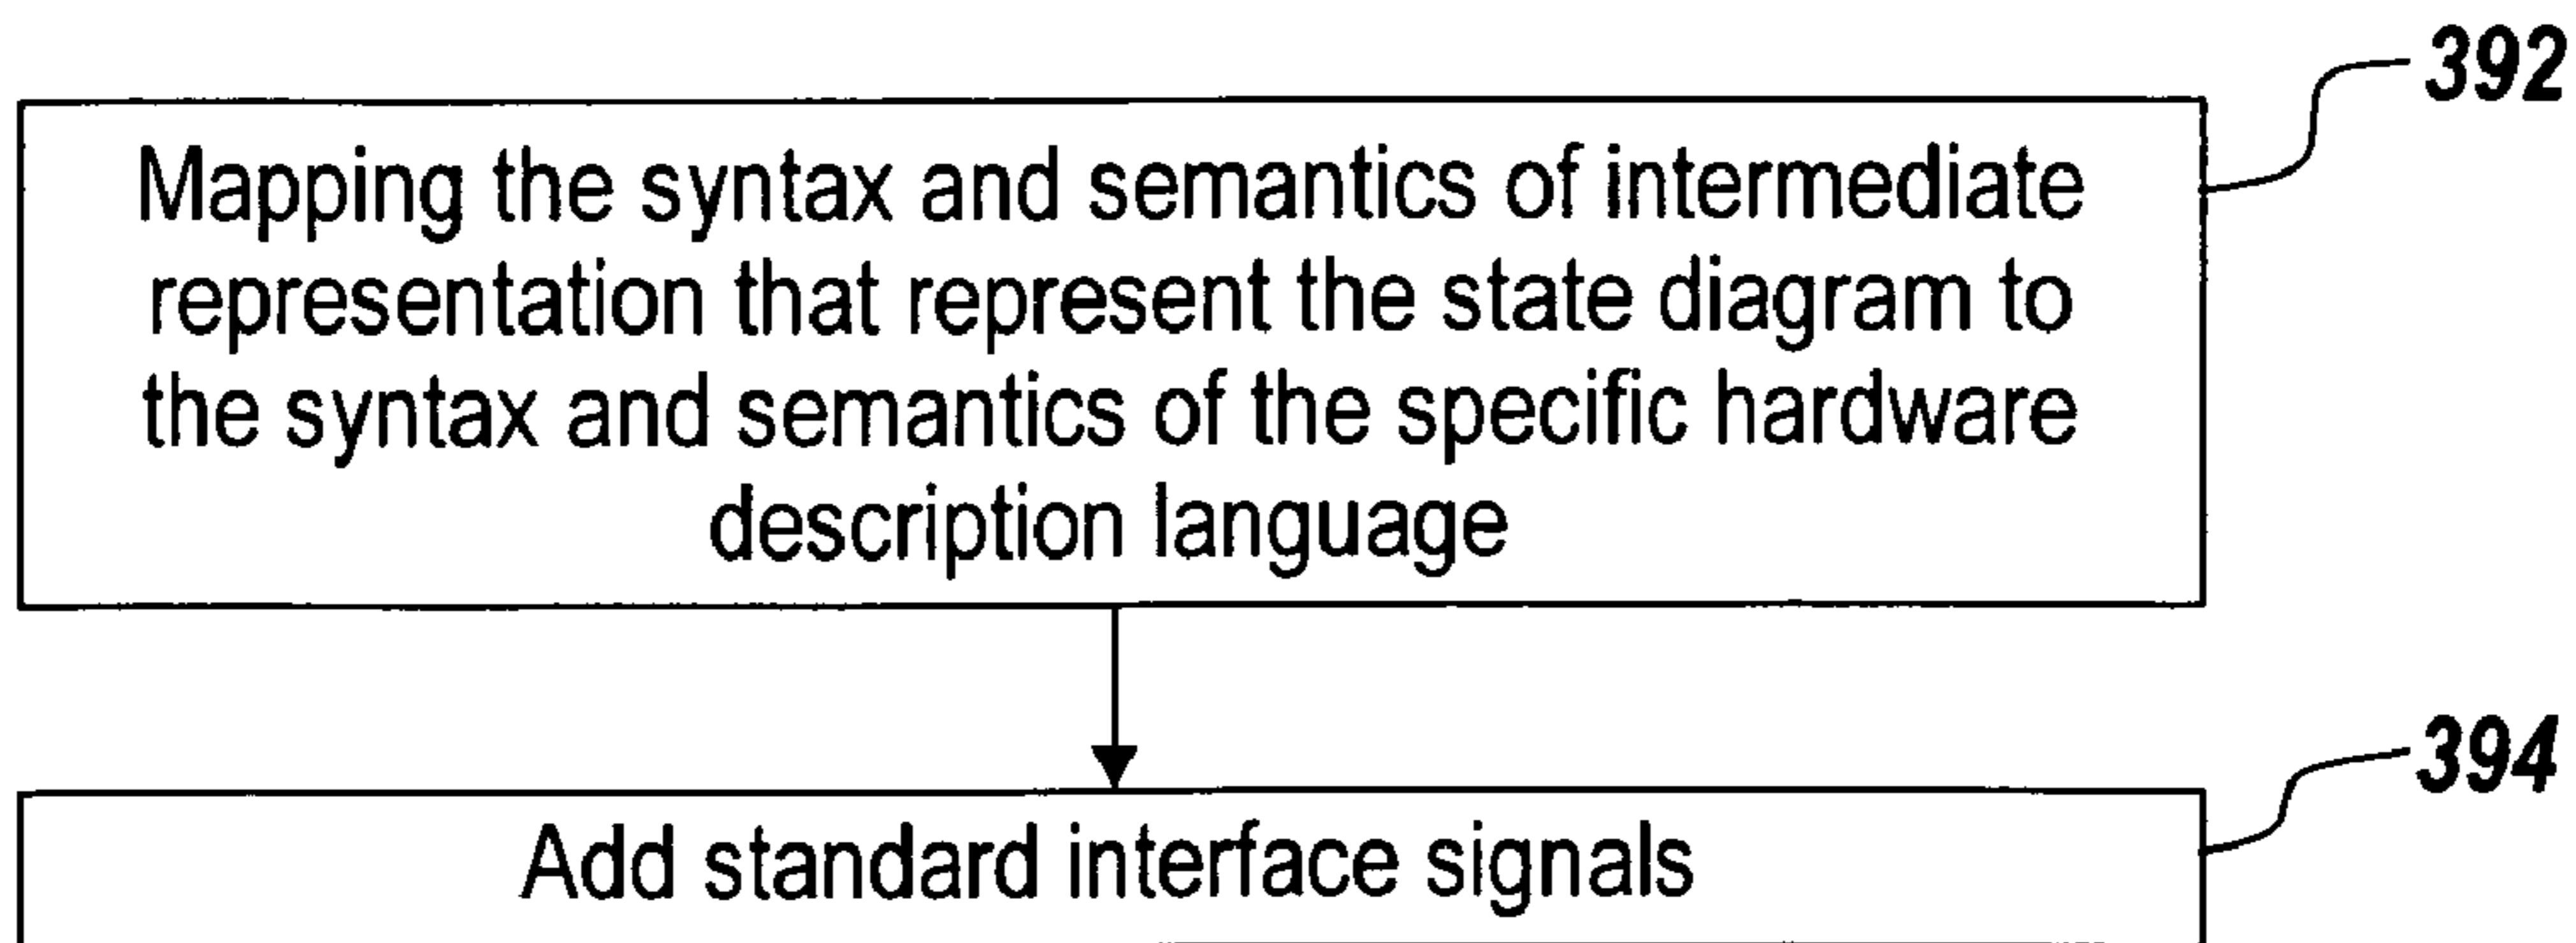 392
Mapping the syntax and semantics of intermediate
representation that represent the state diagram to
the syntax and semantics of the specific hardware
description language
394
Add standard interface signals